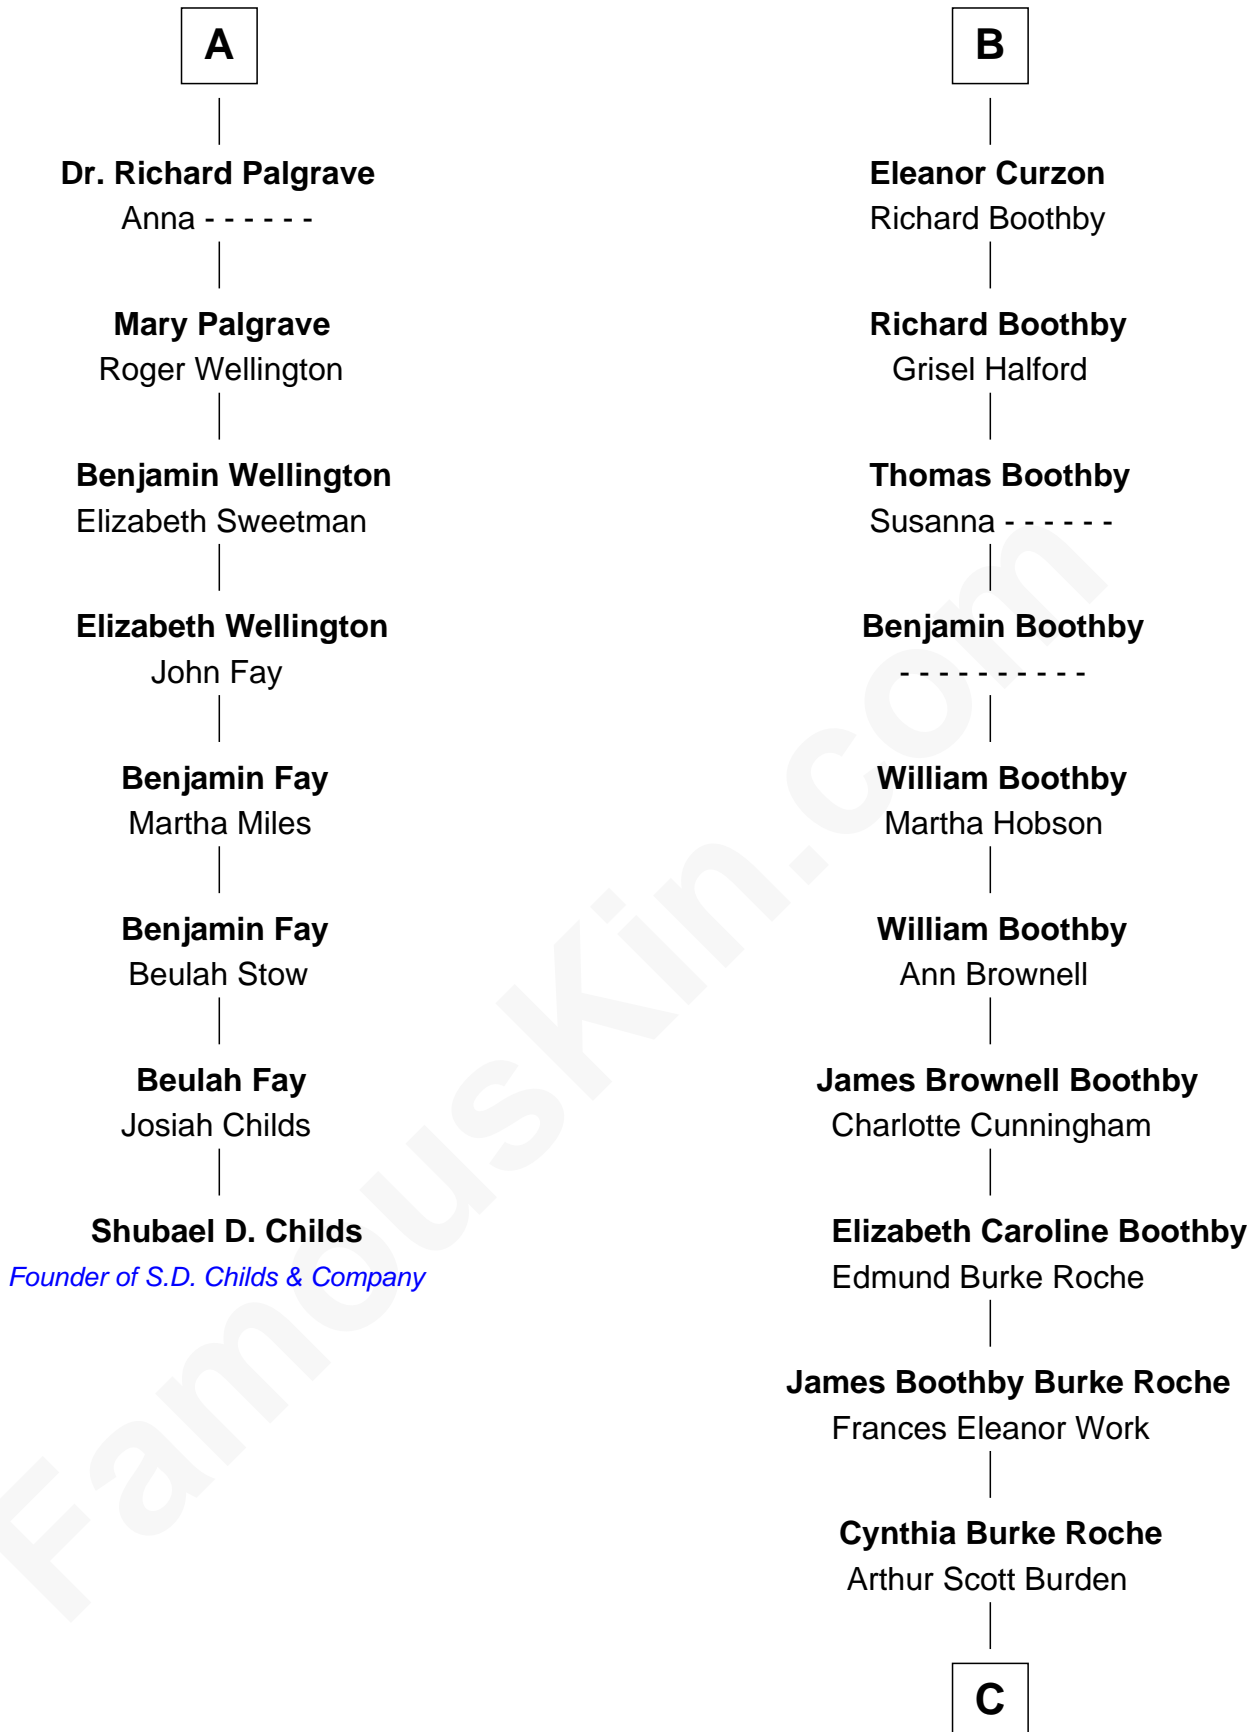 A
Dr. Richard Palgrave
Anna - - - - - -
Mary Palgrave
Roger Wellington
Benjamin Wellington
Elizabeth Sweetman
Elizabeth Wellington
John Fay
Benjamin Fay
Martha Miles
Benjamin Fay
Beulah Stow
Beulah Fay
Josiah Childs
Shubael D. Childs
Founder of S.D. Childs & Company
B
Eleanor Curzon
Richard Boothby
Richard Boothby
Grisel Halford
Thomas Boothby
Susanna - - - - - -
Benjamin Boothby
- - - - - - - - - -
William Boothby
Martha Hobson
William Boothby
Ann Brownell
James Brownell Boothby
Charlotte Cunningham
Elizabeth Caroline Boothby
Edmund Burke Roche
James Boothby Burke Roche
Frances Eleanor Work
Cynthia Burke Roche
Arthur Scott Burden
C
FamousKin.com